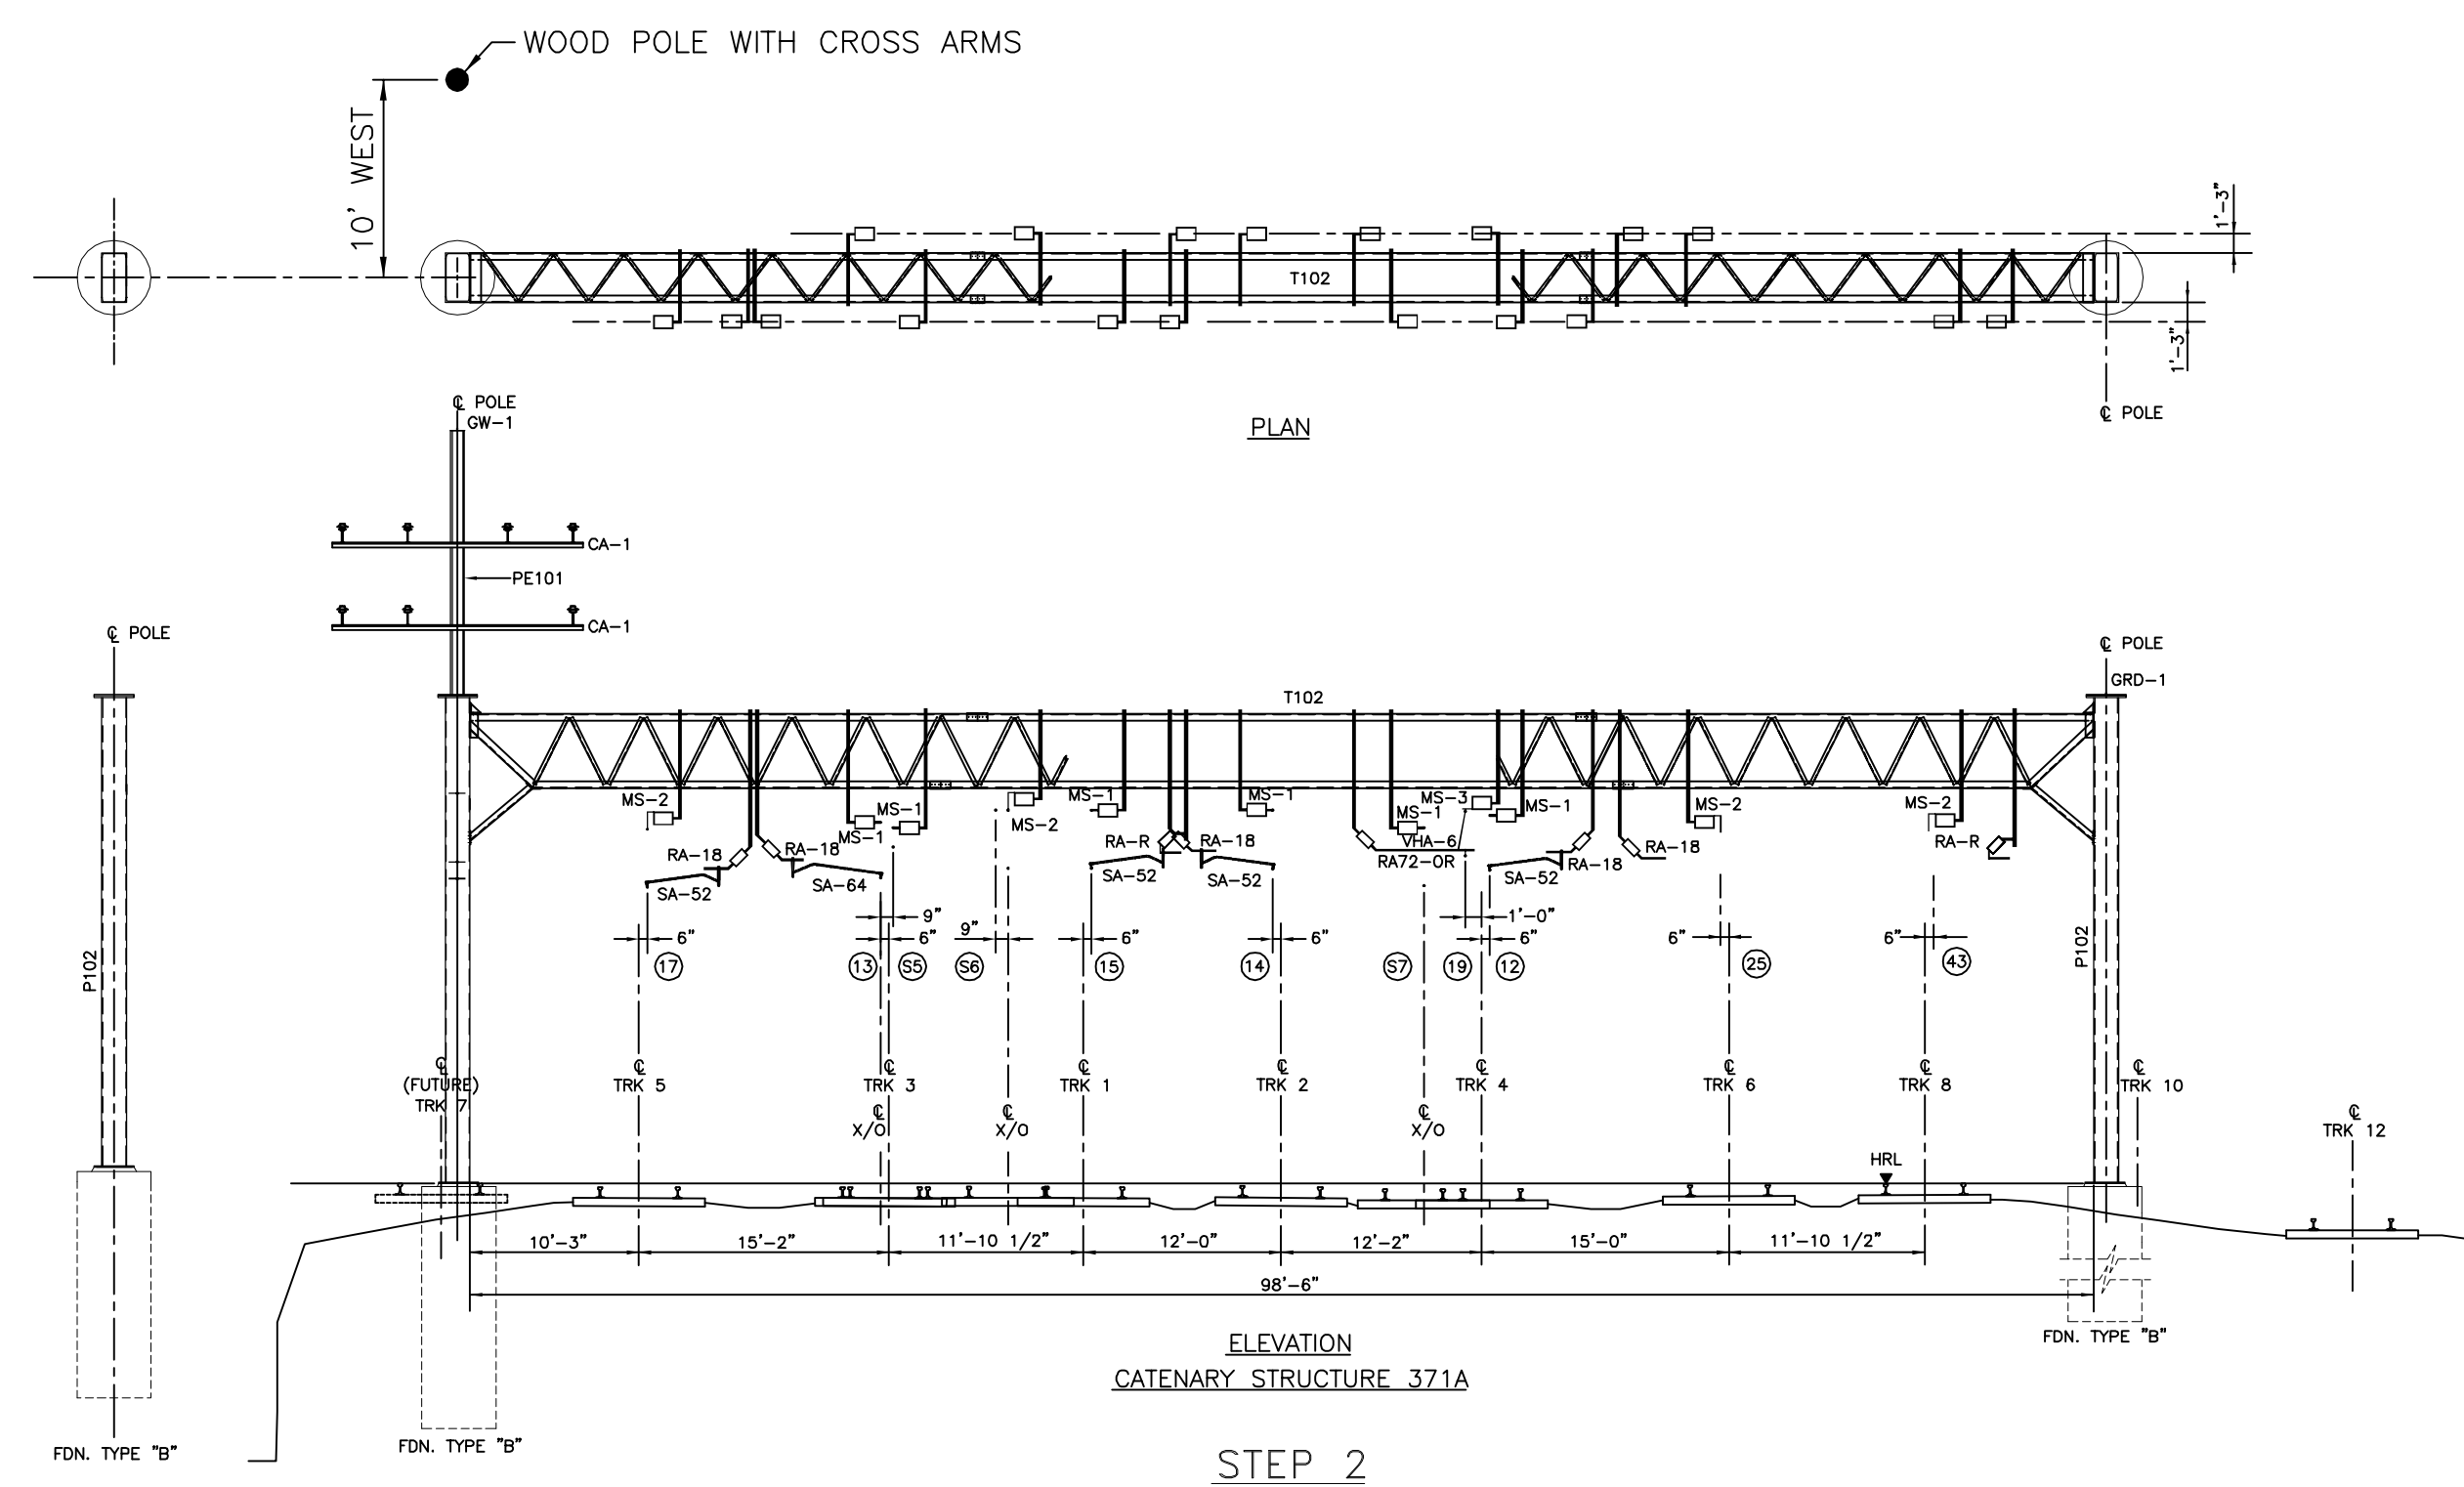 WOOD POLE WITH CROSS ARMS
10' WEST
1'-3"
T102
1'-3"
℄ POLE
GW-1
℄ POLE
PLAN
CA-1
PE101
CA-1
℄ POLE
℄ POLE
GRD-1
T102
MS-2
MS-1
MS-1
MS-2
MS-1
MS-1
MS-3
MS-1
MS-1
MS-2
MS-2
RA-18
RA-18
RA-R
RA-18
VHA-6
RA72-OR
RA-18
RA-18
RA-R
SA-52
SA-64
SA-52
SA-52
SA-52
9"
1'-0"
6"
6"
9"
6"
6"
6"
6"
6"
17
13
S5
S6
15
14
S7
19
12
25
43
P102
P102
℄
(FUTURE)
TRK 7
℄
TRK 5
℄
TRK 3
℄
TRK 1
℄
TRK 2
℄
TRK 4
℄
TRK 6
℄
TRK 8
℄
TRK 10
℄
X/O
℄
X/O
℄
X/O
℄
TRK 12
HRL
10'-3"
15'-2"
11'-10 1/2"
12'-0"
12'-2"
15'-0"
11'-10 1/2"
98'-6"
FDN. TYPE "B"
ELEVATION
CATENARY STRUCTURE 371A
FDN. TYPE "B"
FDN. TYPE "B"
STEP 2